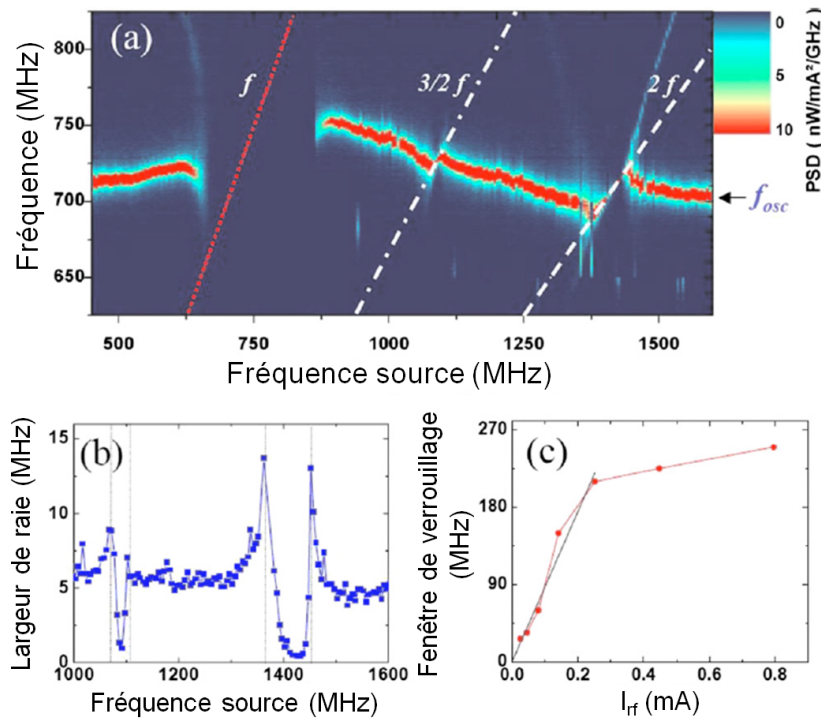 (a)
f
3/2 f
2 f
800
750
700
650
Fréquence
(MHz)
500 750 1000 1250 1500
Fréquence source (MHz)
0
5
10
PSD ( nW/mA²/GHz)
fosc
(b)
15
10
5
0
Largeur de raie (MHz)
1000 1200 1400 1600
Fréquence source (MHz)
(c)
270
180
90
0
Fenêtre de verrouillage
(MHz)
0.0 0.2 0.4 0.6 0.8
Irf (mA)